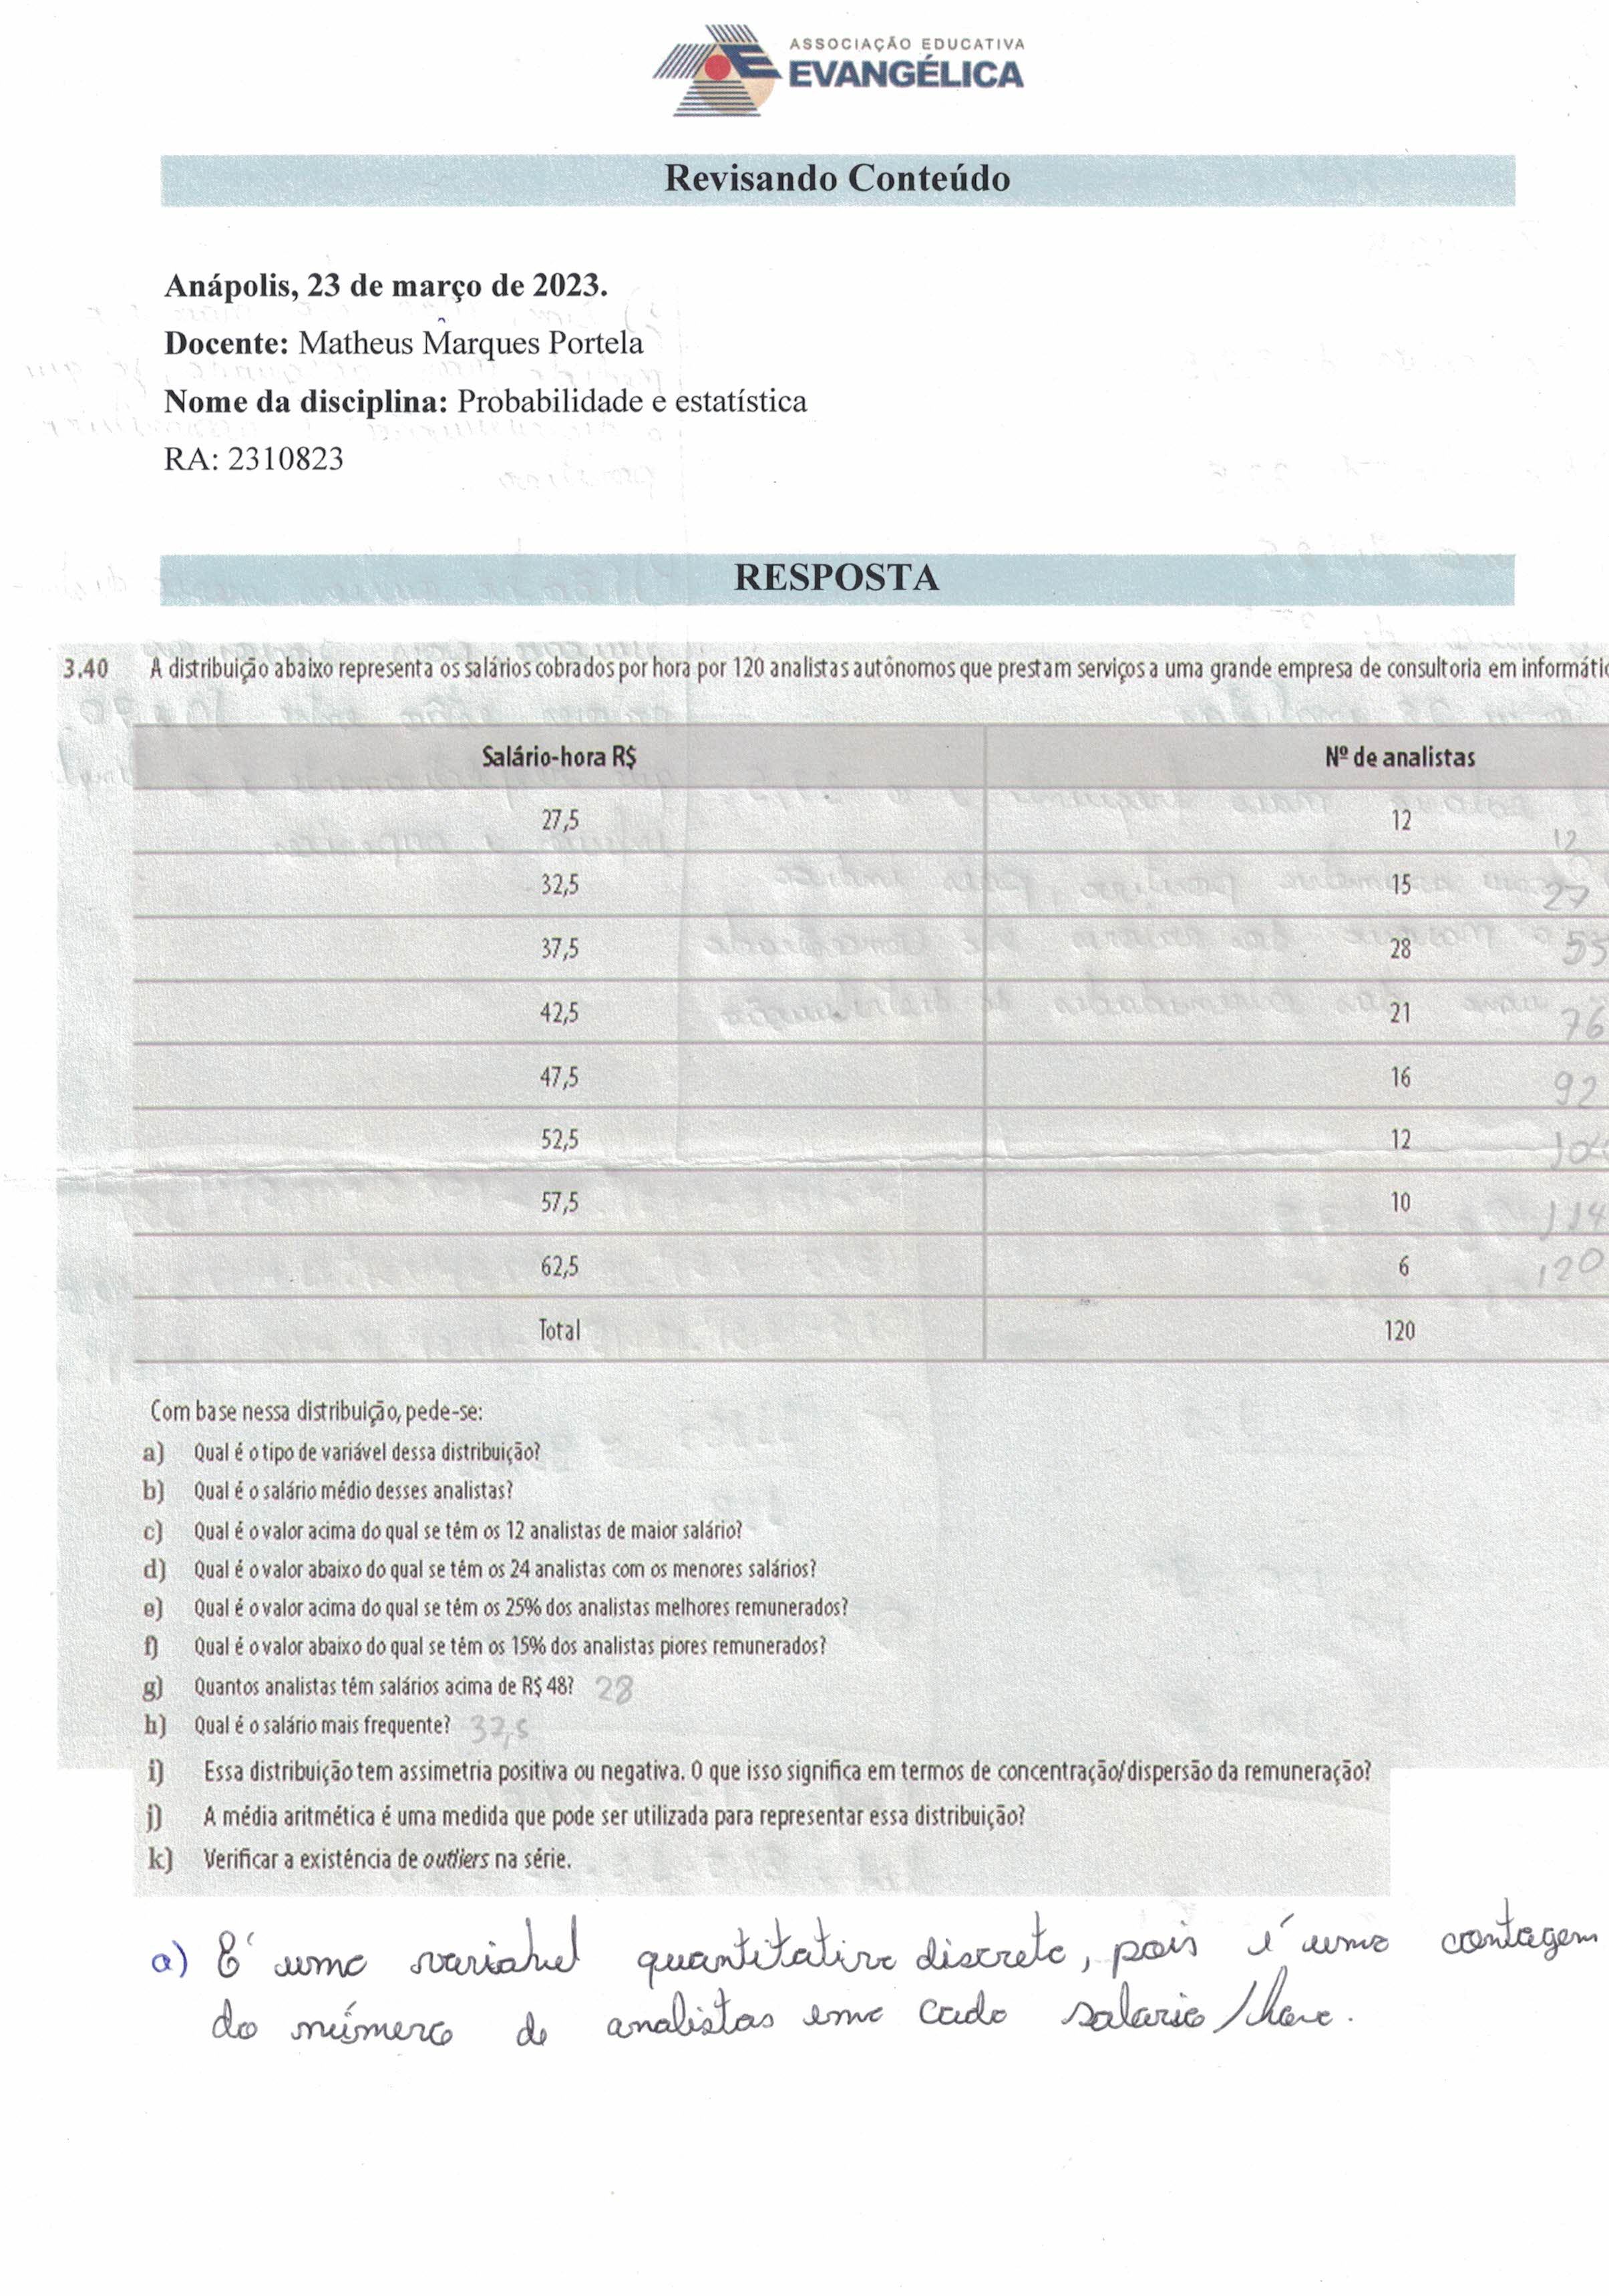 ASSOCIAÇÃO EDUCATIVA
EVANGÉLICA
Revisando Conteúdo
Anápolis, 23 de março de 2023.
Docente: Matheus Marques Portela
Nome da disciplina: Probabilidade e estatística
RA: 2310823
RESPOSTA
3.40 A distribuição abaixo representa os salários cobrados por hora por 120 analistas autônomos que prestam serviços a uma grande empresa de consultoria em informátic
Salário-hora R$ Nº de analistas
27,5 12 12
32,5 15 27
37,5 28 55
42,5 21 76
47,5 16 92
52,5 12 104
57,5 10 114
62,5 6 120
Total 120
Com base nessa distribuição, pede-se:
a) Qual é o tipo de variável dessa distribuição?
b) Qual é o salário médio desses analistas?
c) Qual é o valor acima do qual se têm os 12 analistas de maior salário?
d) Qual é o valor abaixo do qual se têm os 24 analistas com os menores salários?
e) Qual é o valor acima do qual se têm os 25% dos analistas melhores remunerados?
f) Qual é o valor abaixo do qual se têm os 15% dos analistas piores remunerados?
g) Quantos analistas têm salários acima de R$ 48? 28
h) Qual é o salário mais frequente? 37,5
i) Essa distribuição tem assimetria positiva ou negativa. O que isso significa em termos de concentração/dispersão da remuneração?
j) A média aritmética é uma medida que pode ser utilizada para representar essa distribuição?
k) Verificar a existência de outliers na série.
a) É uma variahel quantitativa discreta, pois é uma contagem
do número de analistas em cada salario/hora.